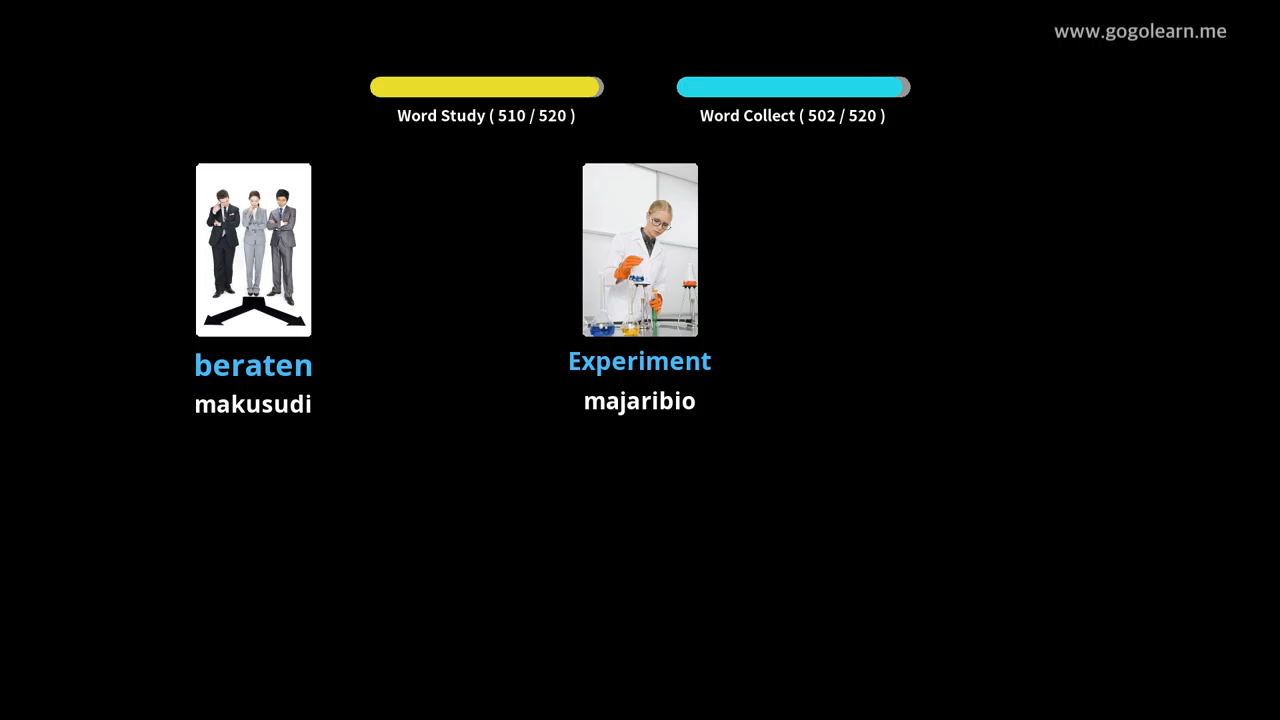 www.gogolearn.me
Word Study ( 510 / 520 )
Word Collect ( 502 / 520 )
beraten
makusudi
Experiment
majaribio